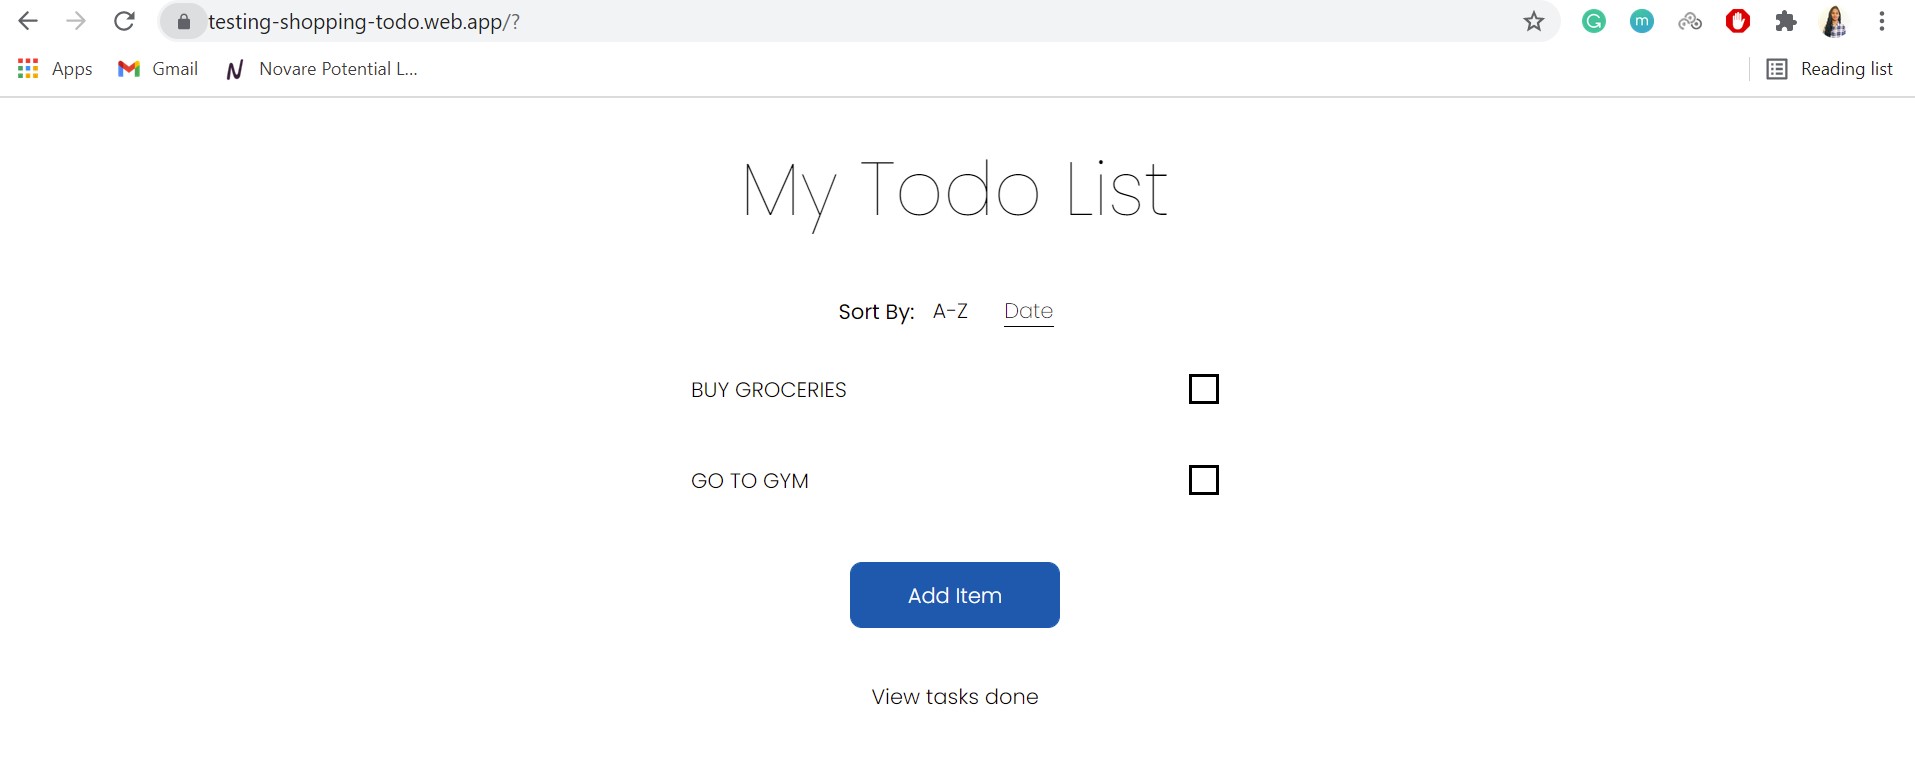 testing-shopping-todo.web.app/?
Apps Gmail Novare Potential L... Reading list
My Todo List
Sort By: A-Z Date
BUY GROCERIES
GO TO GYM
Add Item
View tasks done